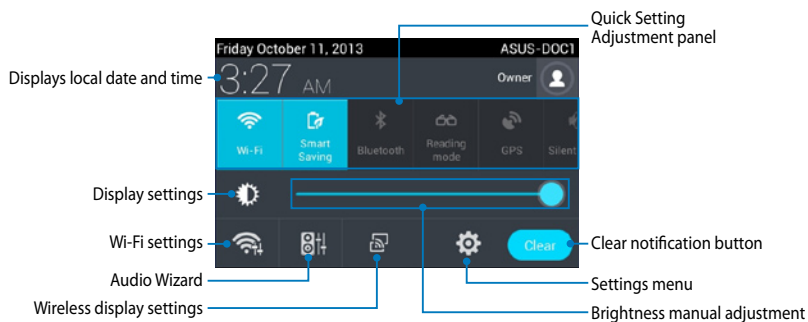 Quick Setting
Adjustment panel
Friday October 11, 2013 ASUS-DOC1
Displays local date and time
3:27 AM
Owner
Wi-Fi
Smart
Saving
Bluetooth
Reading
mode
GPS
Silent
Display settings
Wi-Fi settings
Clear
Clear notification button
Audio Wizard
Settings menu
Wireless display settings
Brightness manual adjustment